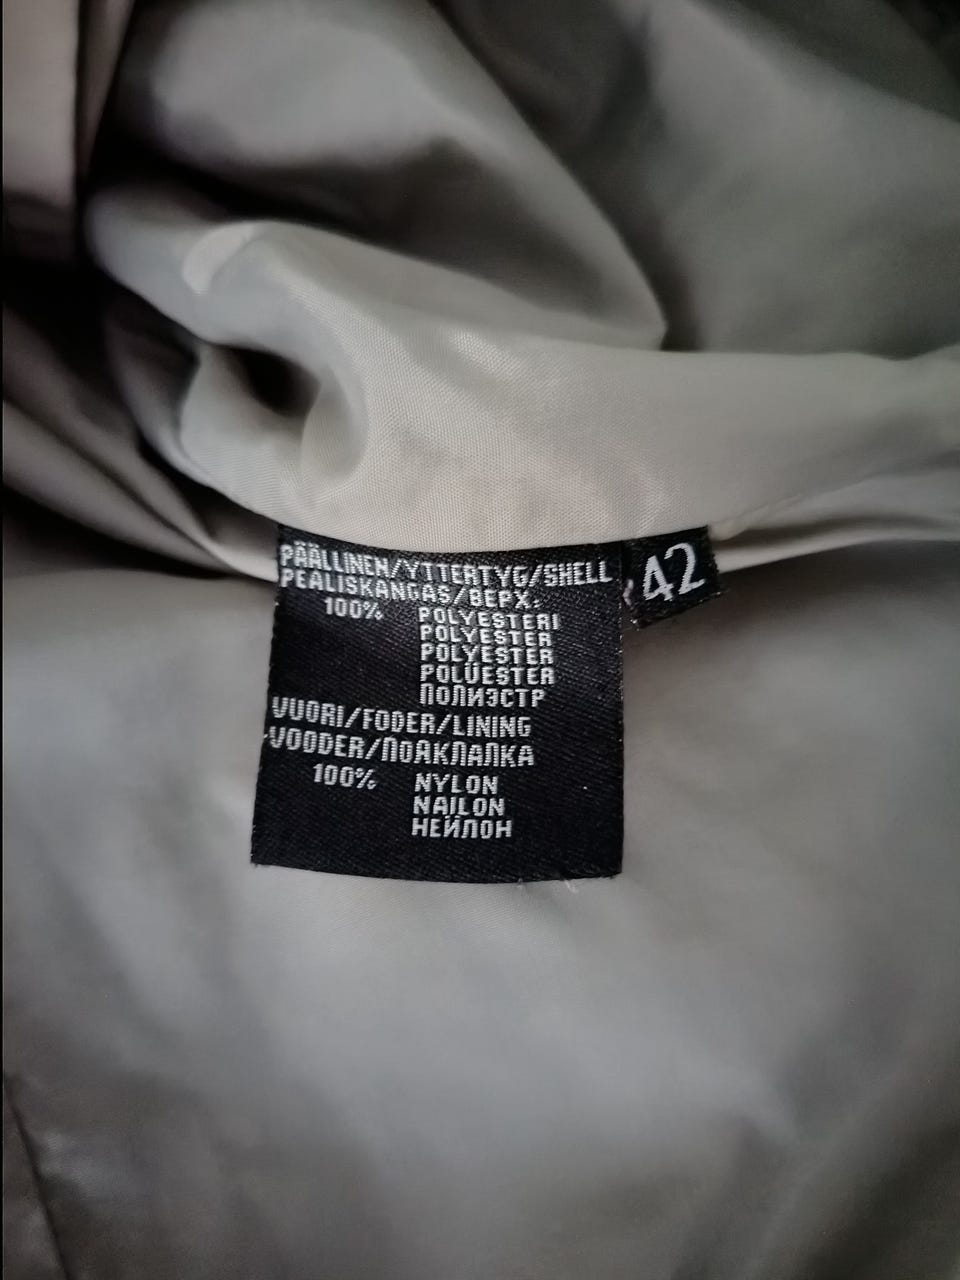 PÄÄLLINEN/YTTERTYG/SHELL
PEALISKANGAS/ВЕРХ:
100% POLYESTERI
POLYESTER
POLYESTER
POLÜESTER
ПОЛИЭСТР
VUORI/FODER/LINING
VOODER/ПОАКЛАЛКА
100% NYLON
NAILON
НЕЙЛОН
42